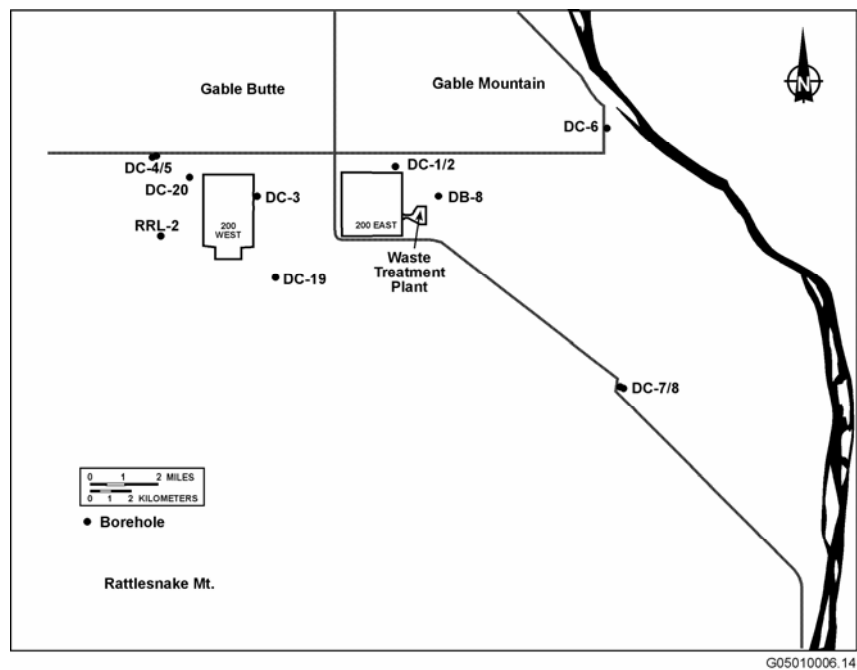 Gable Butte
Gable Mountain
N
DC-6
DC-4/5
DC-1/2
DC-20
DC-3
DB-8
RRL-2
200
WEST
200 EAST
Waste
Treatment
Plant
DC-19
DC-7/8
0 1 2 MILES
0 1 2 KILOMETERS
Borehole
Rattlesnake Mt.
G05010006.14